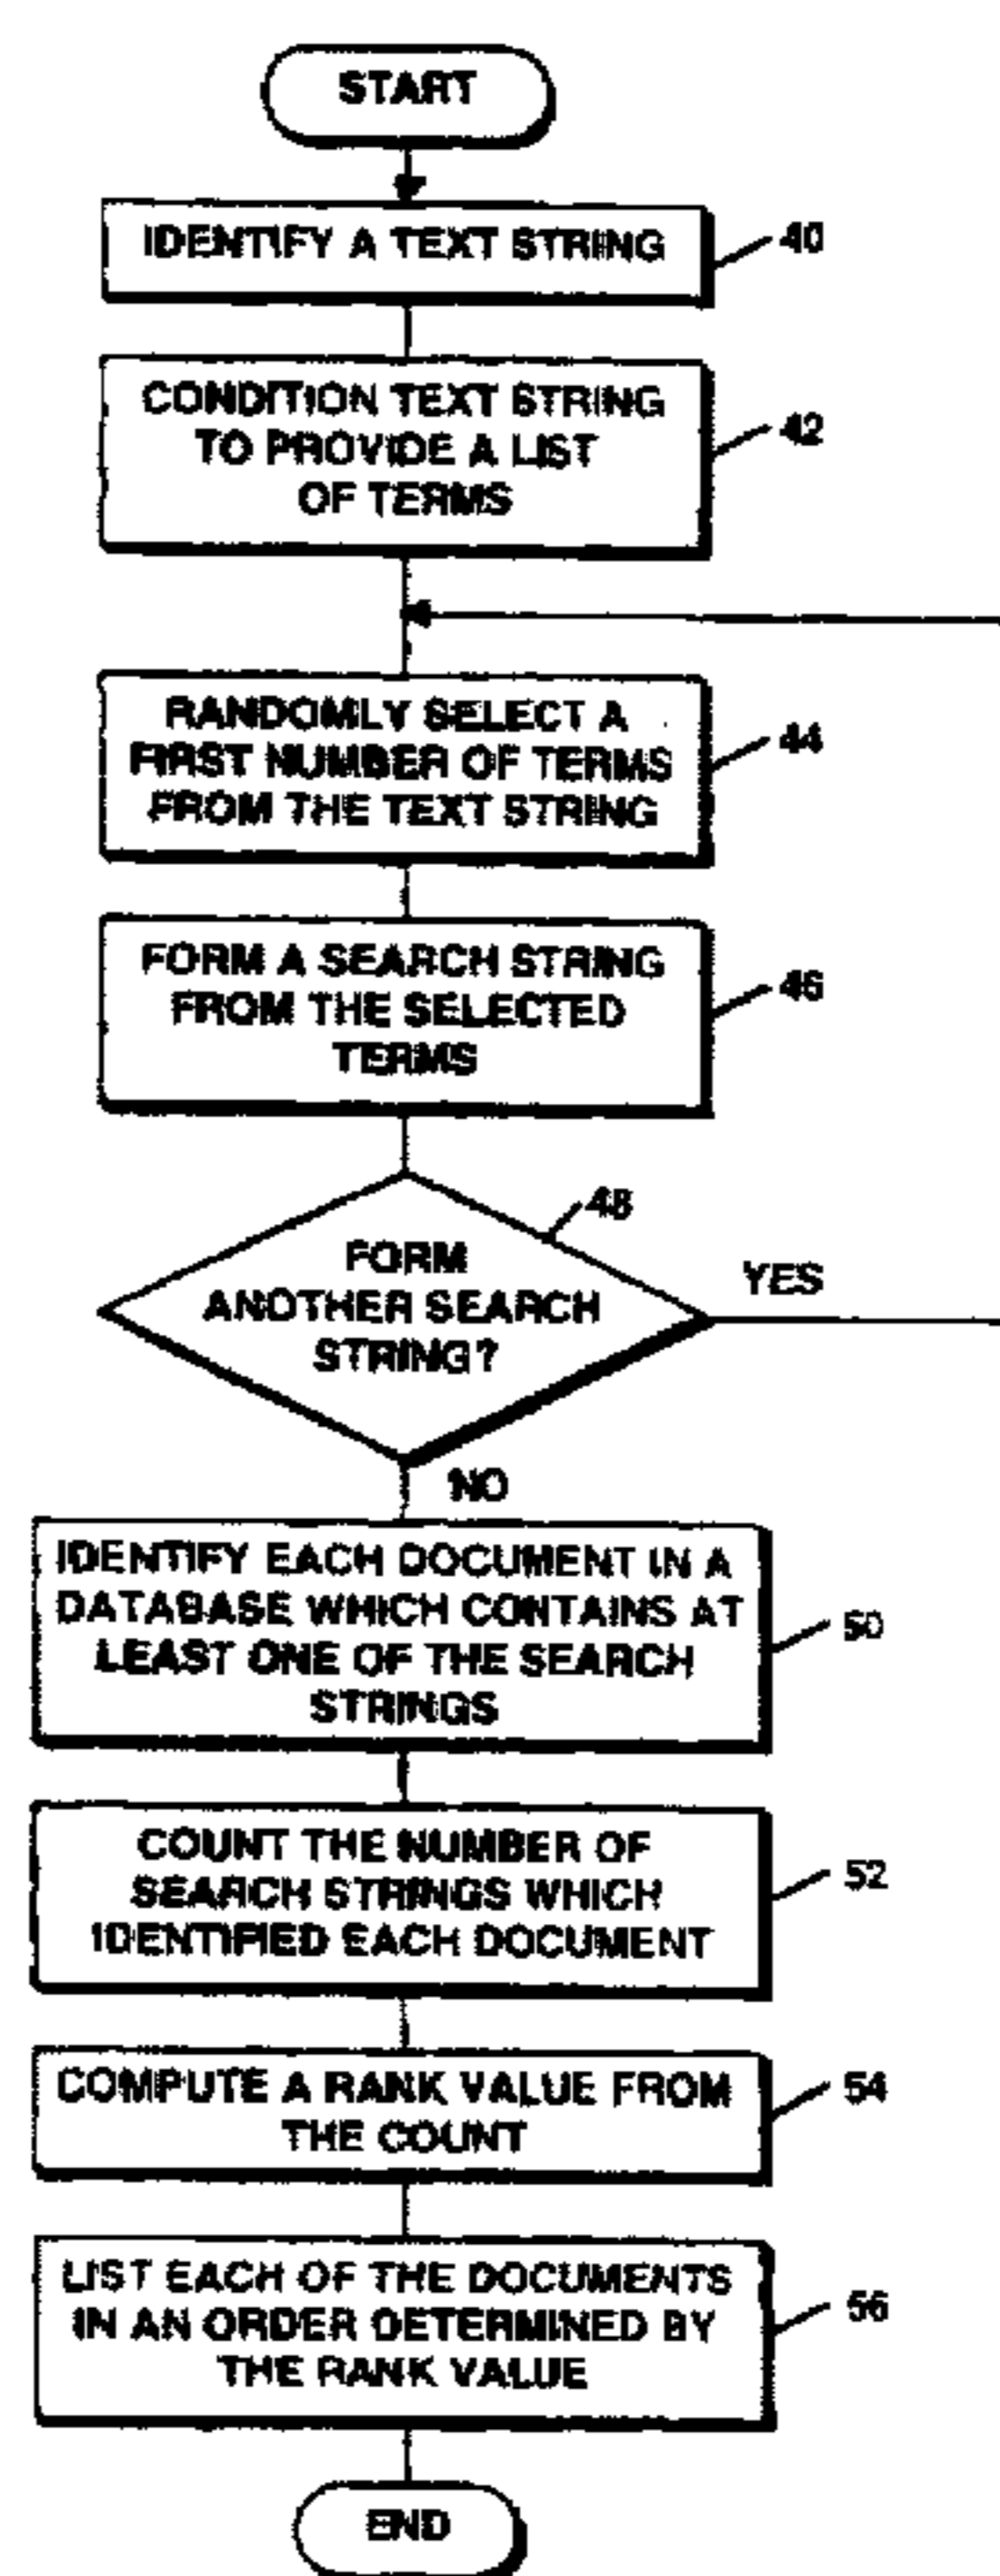 START
IDENTIFY A TEXT STRING
40
CONDITION TEXT STRING
TO PROVIDE A LIST
OF TERMS
42
RANDOMLY SELECT A
FIRST NUMBER OF TERMS
FROM THE TEXT STRING
44
FORM A SEARCH STRING
FROM THE SELECTED
TERMS
46
48
FORM
ANOTHER SEARCH
STRING?
YES
NO
IDENTIFY EACH DOCUMENT IN A
DATABASE WHICH CONTAINS AT
LEAST ONE OF THE SEARCH
STRINGS
50
COUNT THE NUMBER OF
SEARCH STRINGS WHICH
IDENTIFIED EACH DOCUMENT
52
COMPUTE A RANK VALUE FROM
THE COUNT
54
LIST EACH OF THE DOCUMENTS
IN AN ORDER DETERMINED BY
THE RANK VALUE
56
END